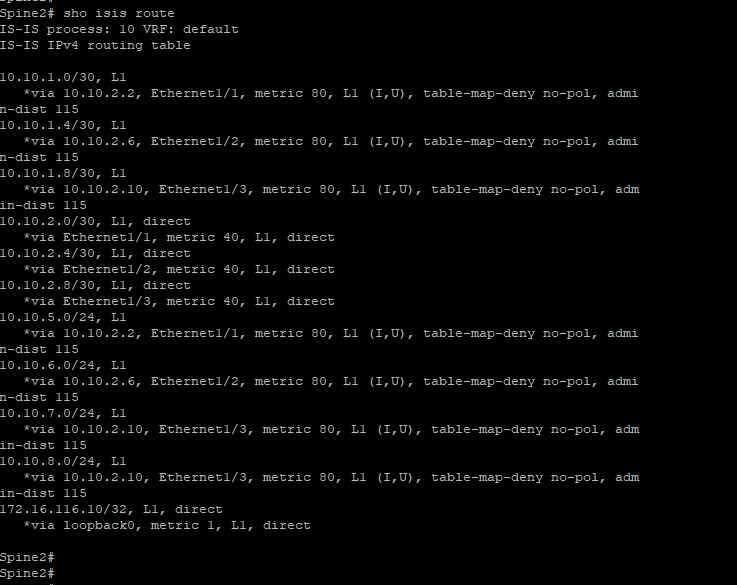 Spine2# sho isis route
IS-IS process: 10 VRF: default
IS-IS IPv4 routing table

10.10.1.0/30, L1
   *via 10.10.2.2, Ethernet1/1, metric 80, L1 (I,U), table-map-deny no-pol, admi
n-dist 115
10.10.1.4/30, L1
   *via 10.10.2.6, Ethernet1/2, metric 80, L1 (I,U), table-map-deny no-pol, admi
n-dist 115
10.10.1.8/30, L1
   *via 10.10.2.10, Ethernet1/3, metric 80, L1 (I,U), table-map-deny no-pol, adm
in-dist 115
10.10.2.0/30, L1, direct
   *via Ethernet1/1, metric 40, L1, direct
10.10.2.4/30, L1, direct
   *via Ethernet1/2, metric 40, L1, direct
10.10.2.8/30, L1, direct
   *via Ethernet1/3, metric 40, L1, direct
10.10.5.0/24, L1
   *via 10.10.2.2, Ethernet1/1, metric 80, L1 (I,U), table-map-deny no-pol, admi
n-dist 115
10.10.6.0/24, L1
   *via 10.10.2.6, Ethernet1/2, metric 80, L1 (I,U), table-map-deny no-pol, admi
n-dist 115
10.10.7.0/24, L1
   *via 10.10.2.10, Ethernet1/3, metric 80, L1 (I,U), table-map-deny no-pol, adm
in-dist 115
10.10.8.0/24, L1
   *via 10.10.2.10, Ethernet1/3, metric 80, L1 (I,U), table-map-deny no-pol, adm
in-dist 115
172.16.116.10/32, L1, direct
   *via loopback0, metric 1, L1, direct

Spine2#
Spine2#